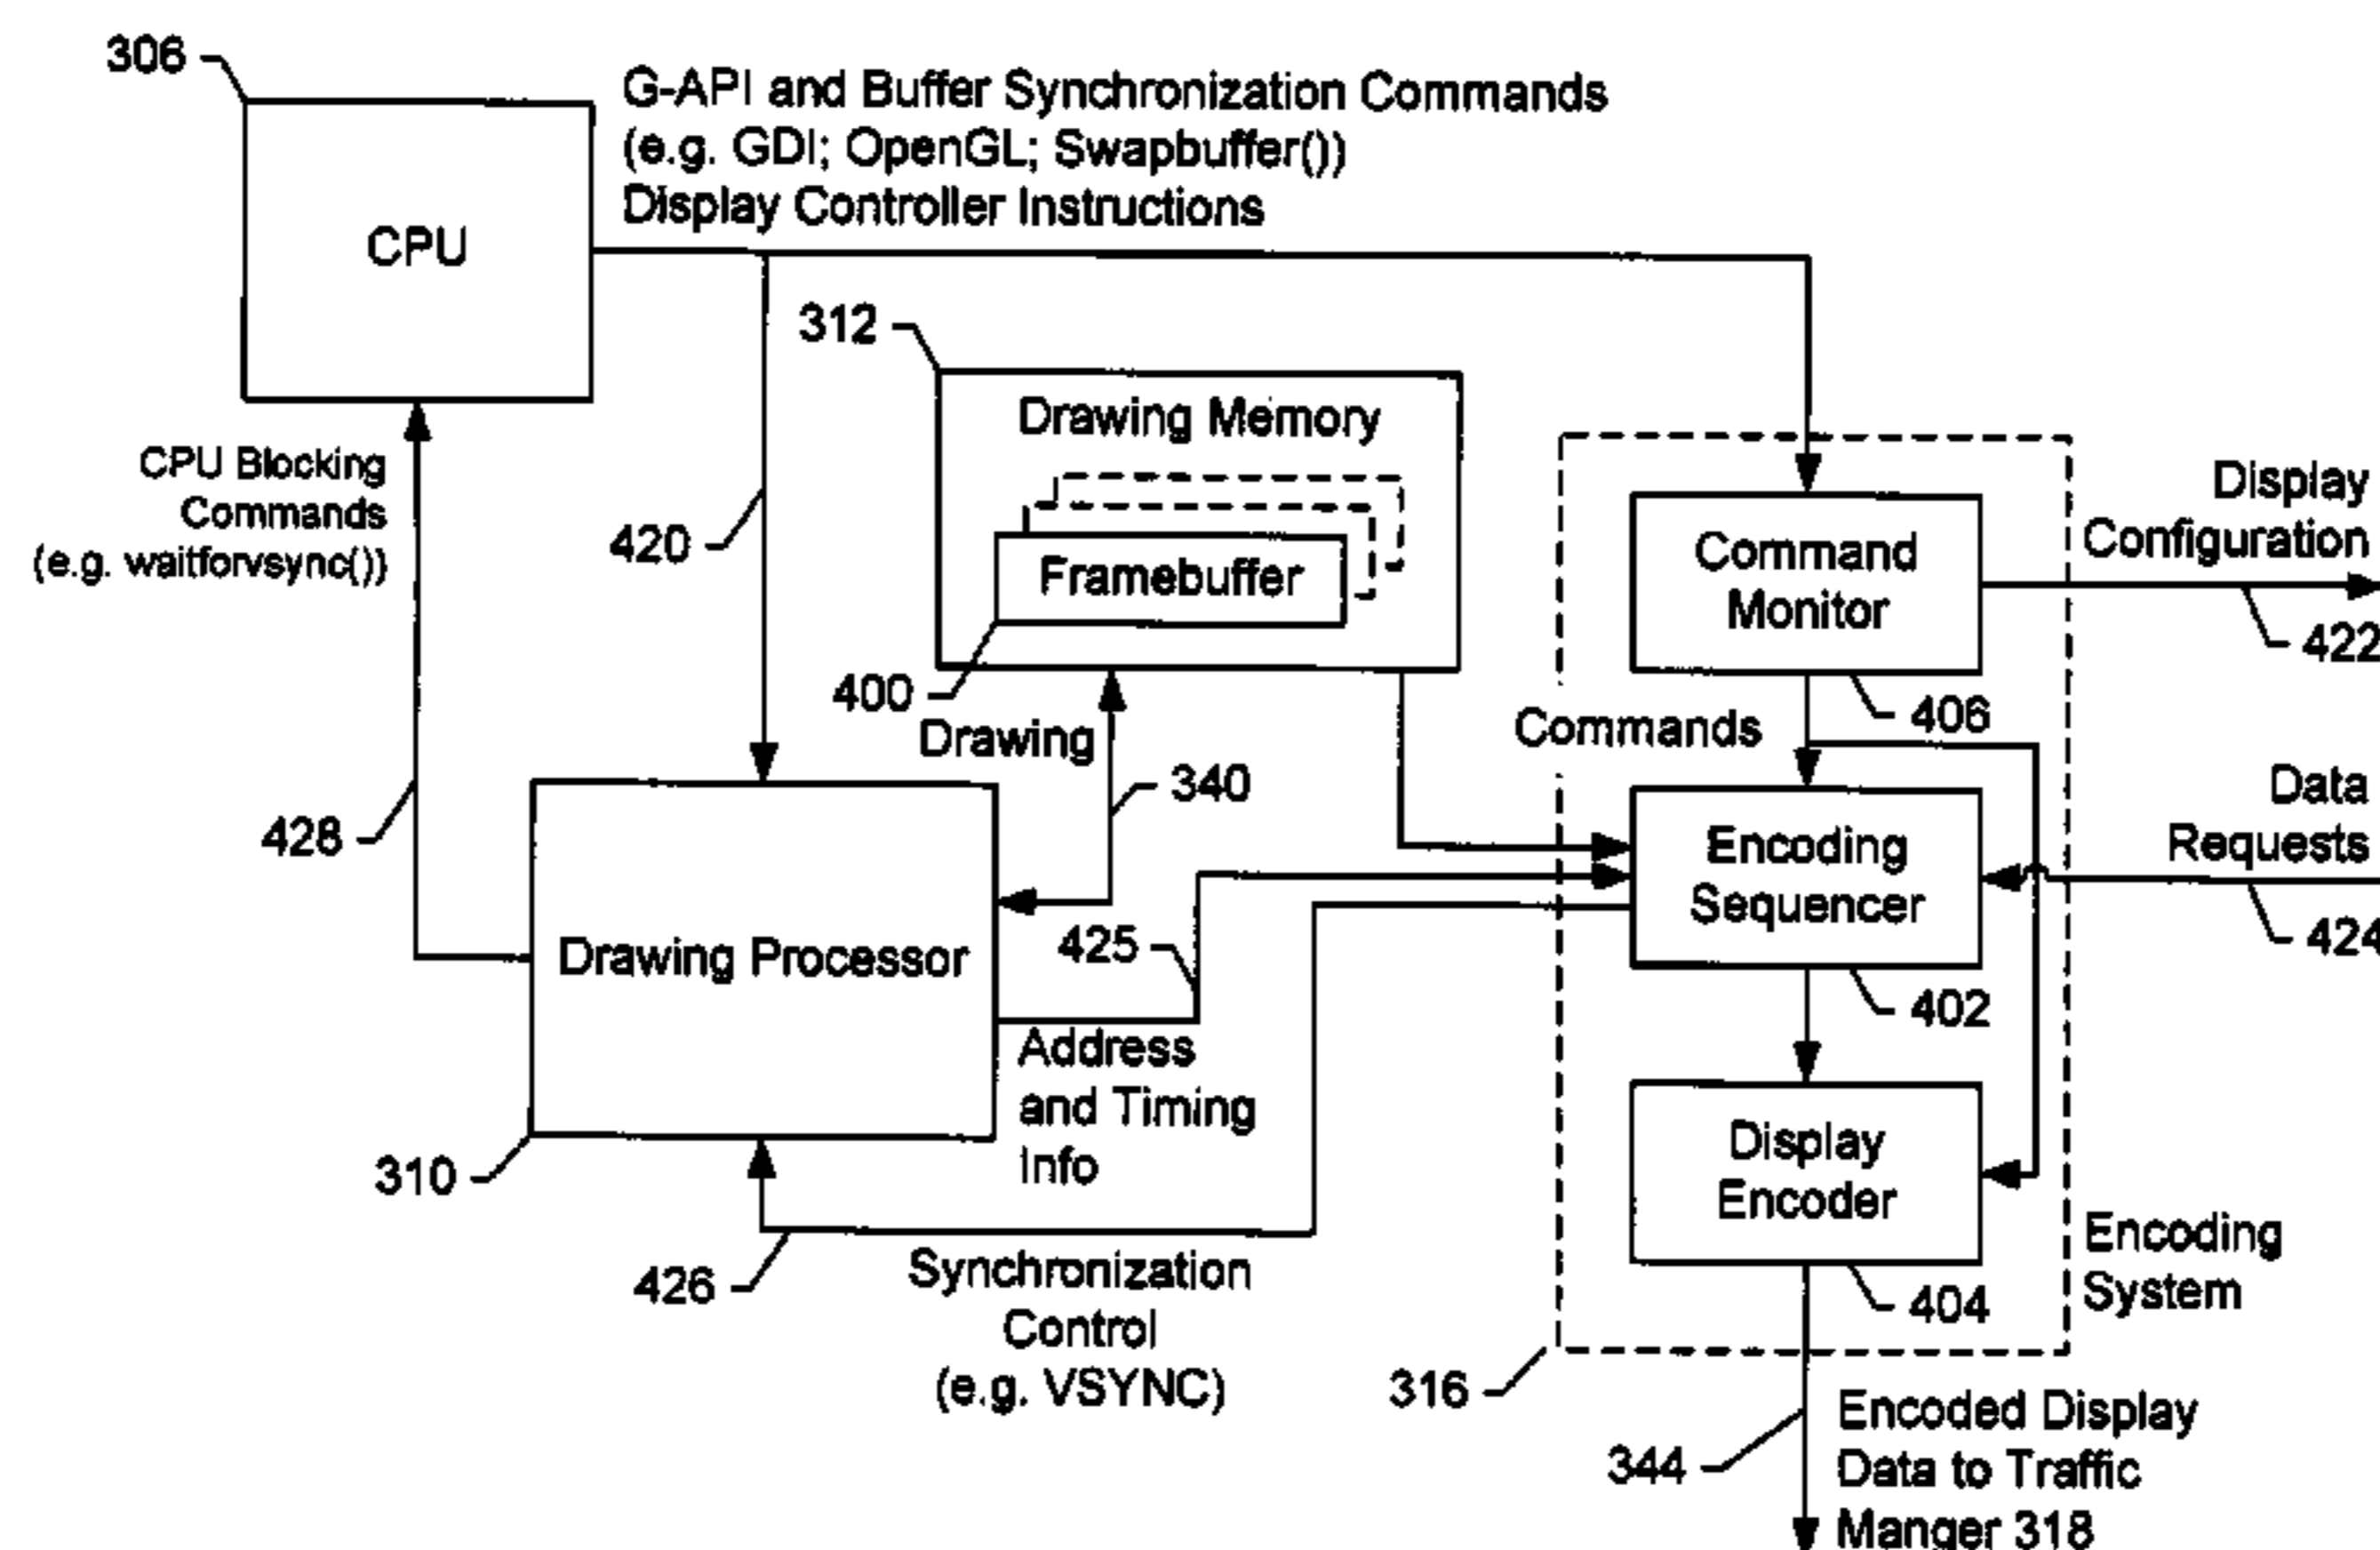 306
G-API and Buffer Synchronization Commands
(e.g. GDI; OpenGL; Swapbuffer())
Display Controller Instructions
CPU
312
Drawing Memory
Framebuffer
400
CPU Blocking
Commands
(e.g. waitforvsync())
420
Display
Configuration
422
Command
Monitor
406
Commands
Drawing
340
428
Data
Requests
424
Encoding
Sequencer
402
425
Drawing Processor
Address
and Timing
Info
310
Display
Encoder
404
426
Synchronization
Control
(e.g. VSYNC)
Encoding
System
316
344
Encoded Display
Data to Traffic
Manger 318